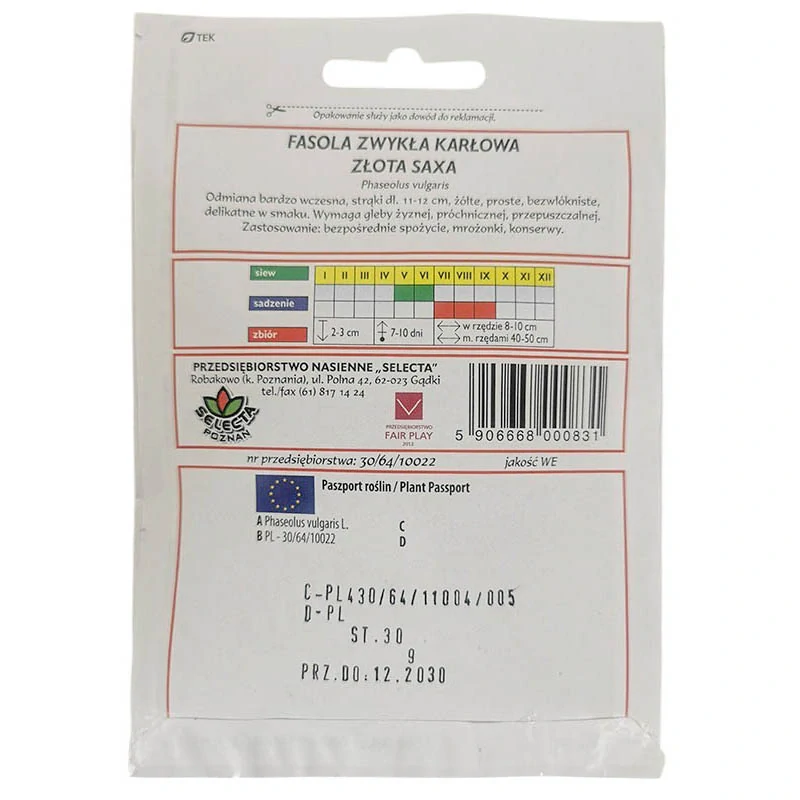 TEK
Opakowanie służy jako dowód do reklamacji.
FASOLA ZWYKŁA KARŁOWA
ZŁOTA SAXA
Phaseolus vulgaris
Odmiana bardzo wczesna, strąki dł. 11-12 cm, żółte, proste, bezwłókniste,
delikatne w smaku. Wymaga gleby żyznej, próchnicznej, przepuszczalnej.
Zastosowanie: bezpośrednie spożycie, mrożonki, konserwy.
siew I II III IV V VI VII VIII IX X XI XII
sadzenie
zbiór 2-3 cm 7-10 dni w rzędzie 8-10 cm
m. rzędami 40-50 cm
PRZEDSIĘBIORSTWO NASIENNE „SELECTA”
Robakowo (k. Poznania), ul. Polna 42, 62-023 Gądki
tel./fax (61) 817 14 24
SELECTA
POZNAŃ
PRZEDSIĘBIORSTWO
FAIR PLAY
2012
5 906668 000831
nr przedsiębiorstwa: 30/64/10022 jakość WE
Paszport roślin / Plant Passport
A Phaseolus vulgaris L. C
B PL - 30/64/10022 D
C-PL430/64/11004/005
D-PL
ST.30
g
PRZ.DO:12.2030